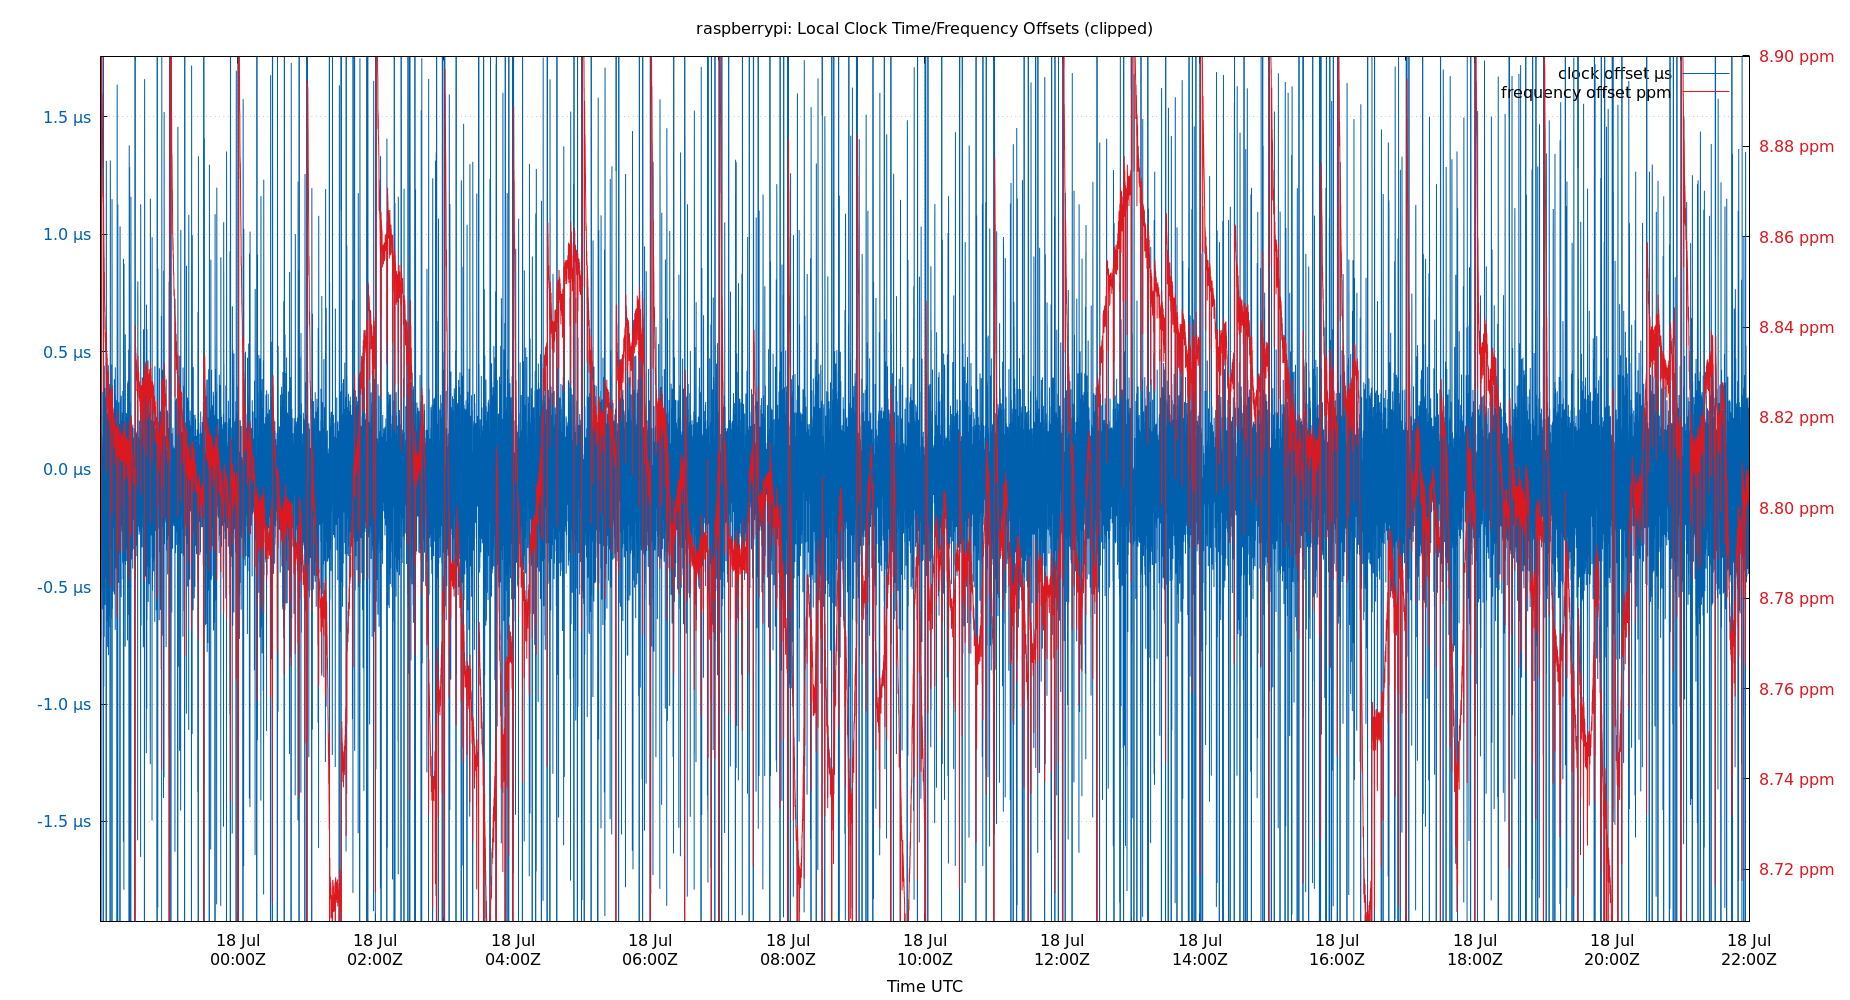 raspberrypi: Local Clock Time/Frequency Offsets (clipped)
clock offset µs
frequency offset ppm
1.5 µs
1.0 µs
0.5 µs
0.0 µs
-0.5 µs
-1.0 µs
-1.5 µs
8.90 ppm
8.88 ppm
8.86 ppm
8.84 ppm
8.82 ppm
8.80 ppm
8.78 ppm
8.76 ppm
8.74 ppm
8.72 ppm
18 Jul 18 Jul 18 Jul 18 Jul 18 Jul 18 Jul 18 Jul 18 Jul 18 Jul 18 Jul 18 Jul 18 Jul
00:00Z 02:00Z 04:00Z 06:00Z 08:00Z 10:00Z 12:00Z 14:00Z 16:00Z 18:00Z 20:00Z 22:00Z
Time UTC